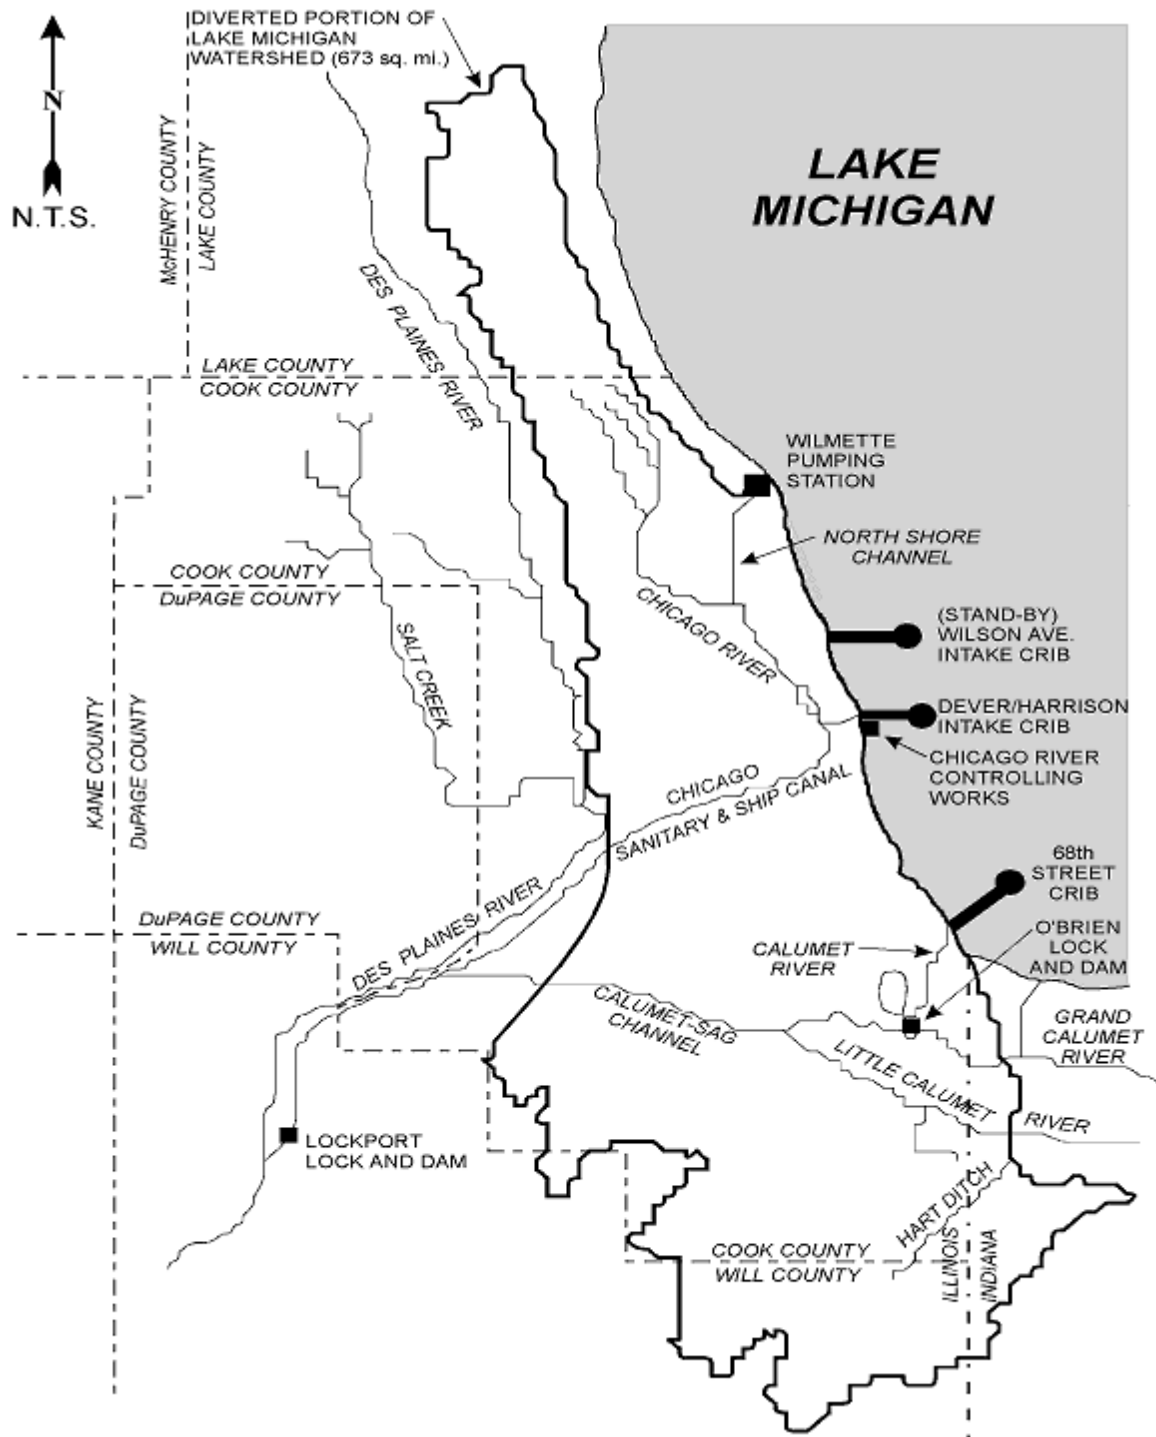 DIVERTED PORTION OF
LAKE MICHIGAN
WATERSHED (673 sq. mi.)
N
N.T.S.
McHENRY COUNTY
LAKE COUNTY
LAKE
MICHIGAN
DES PLAINES RIVER
LAKE COUNTY
COOK COUNTY
WILMETTE
PUMPING
STATION
NORTH SHORE
CHANNEL
COOK COUNTY
DuPAGE COUNTY
CHICAGO RIVER
(STAND-BY)
WILSON AVE.
INTAKE CRIB
SALT CREEK
KANE COUNTY
DuPAGE COUNTY
DEVER/HARRISON
INTAKE CRIB
CHICAGO RIVER
CONTROLLING
WORKS
CHICAGO
SANITARY & SHIP CANAL
68th
STREET
CRIB
DuPAGE COUNTY
WILL COUNTY
DES PLAINES RIVER
CALUMET
RIVER
O'BRIEN
LOCK
AND DAM
CALUMET-SAG
CHANNEL
GRAND
CALUMET
RIVER
LITTLE CALUMET RIVER
LOCKPORT
LOCK AND DAM
HART DITCH
COOK COUNTY
WILL COUNTY
ILLINOIS
INDIANA